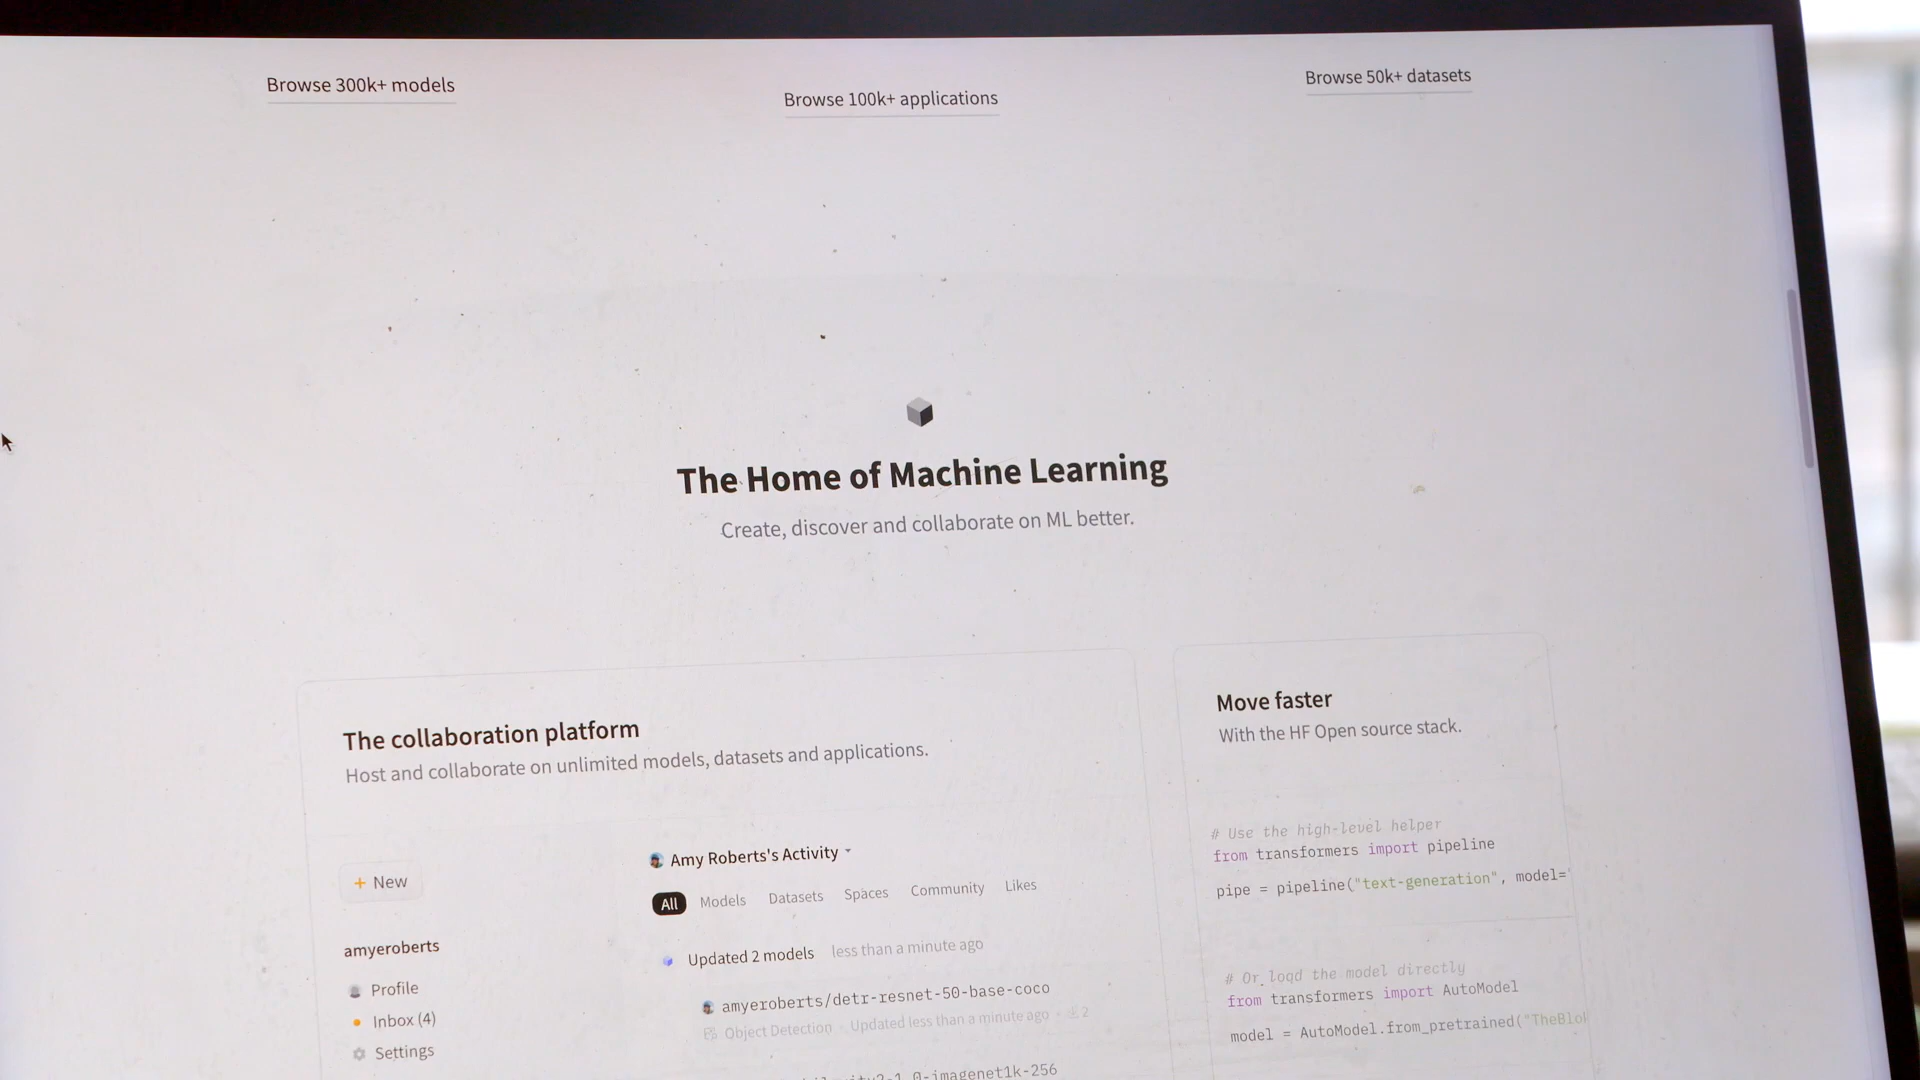 Browse 300k+ models
Browse 100k+ applications
Browse 50k+ datasets
The Home of Machine Learning
Create, discover and collaborate on ML better.
The collaboration platform
Host and collaborate on unlimited models, datasets and applications.
+ New
amyeroberts
Profile
Inbox (4)
Settings
Amy Roberts's Activity
All Models Datasets Spaces Community Likes
Updated 2 models less than a minute ago
amyeroberts/detr-resnet-50-base-coco
Object Detection · Updated less than a minute ago · 2
0-imagenet1k-256
Move faster
With the HF Open source stack.
# Use the high-level helper
from transformers import pipeline
pipe = pipeline("text-generation", model="
# Or load the model directly
from transformers import AutoModel
model = AutoModel.from_pretrained("TheBlo